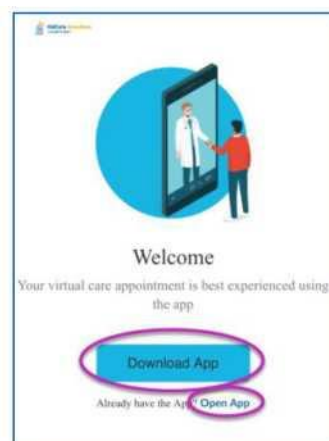 Welcome
Your virtual care appointment is best experienced using
the app
Download App
Already have the App? Open App